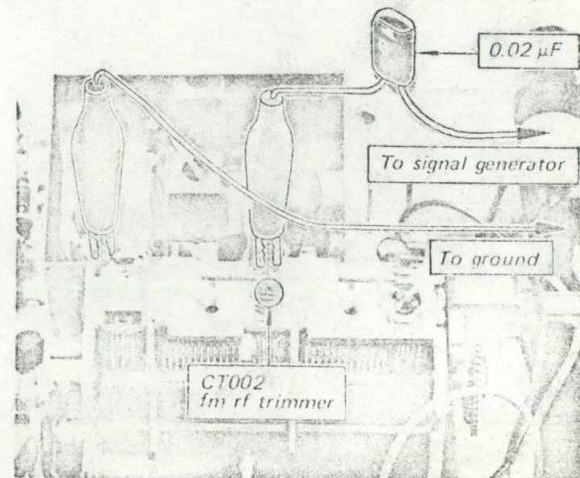 0.02 µF
To signal generator
To ground
CT002
fm rf trimmer